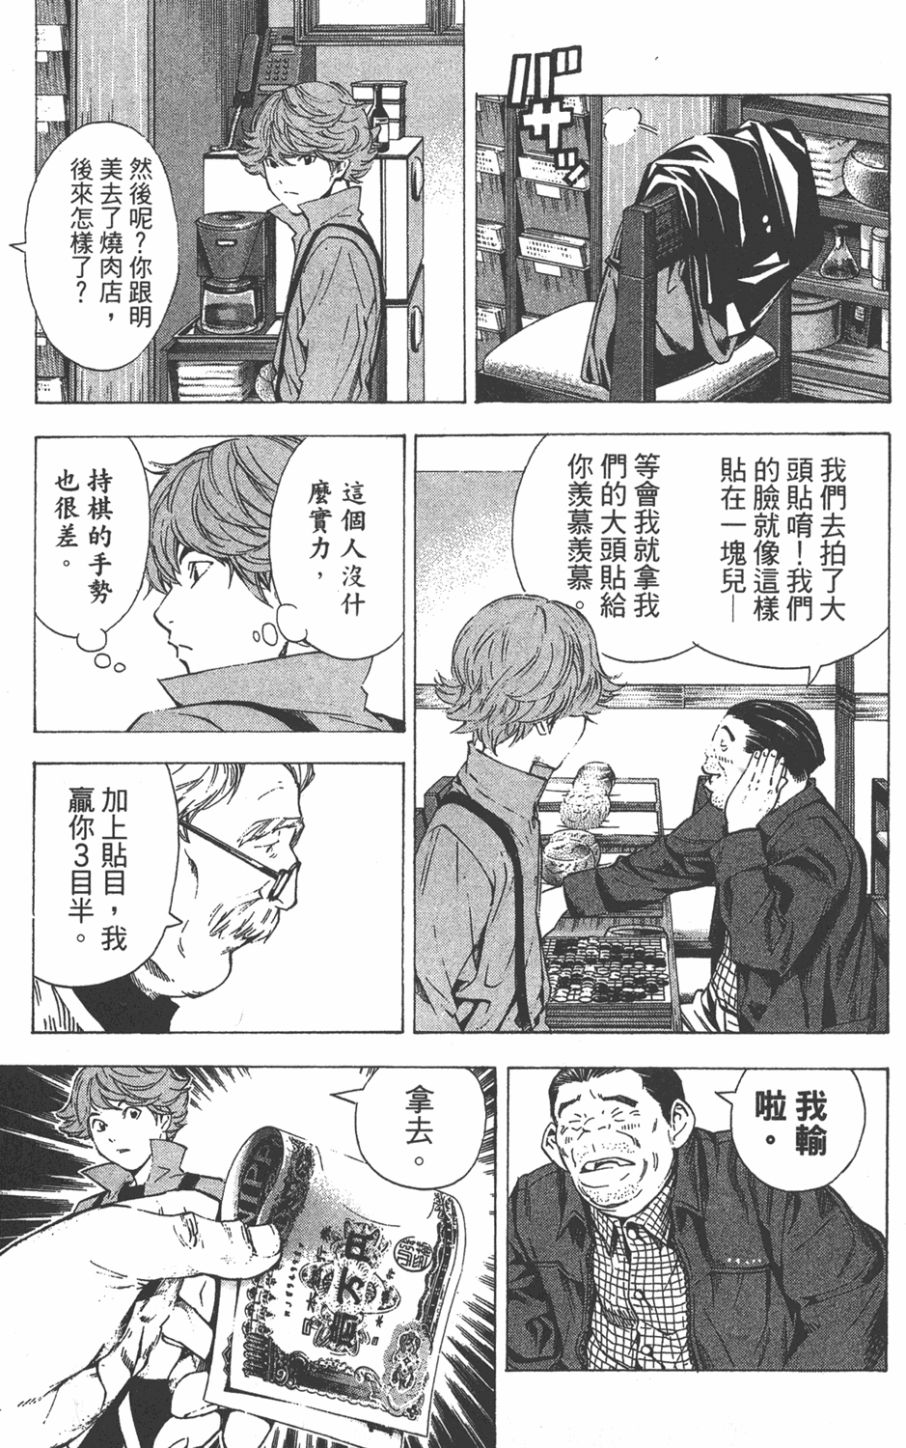 バサッ
然後呢?你跟明
美去了燒肉店,
後來怎樣了?
我們去拍了大
頭貼唷!我們
的臉就像這樣
貼在一塊兒—
等會我就拿我
們的大頭貼給
你羨慕羨慕。
這個人沒什
麼實力,
持棋的手勢
也很差。
加上貼目,我
贏你3目半。
我輸
啦。
拿去。